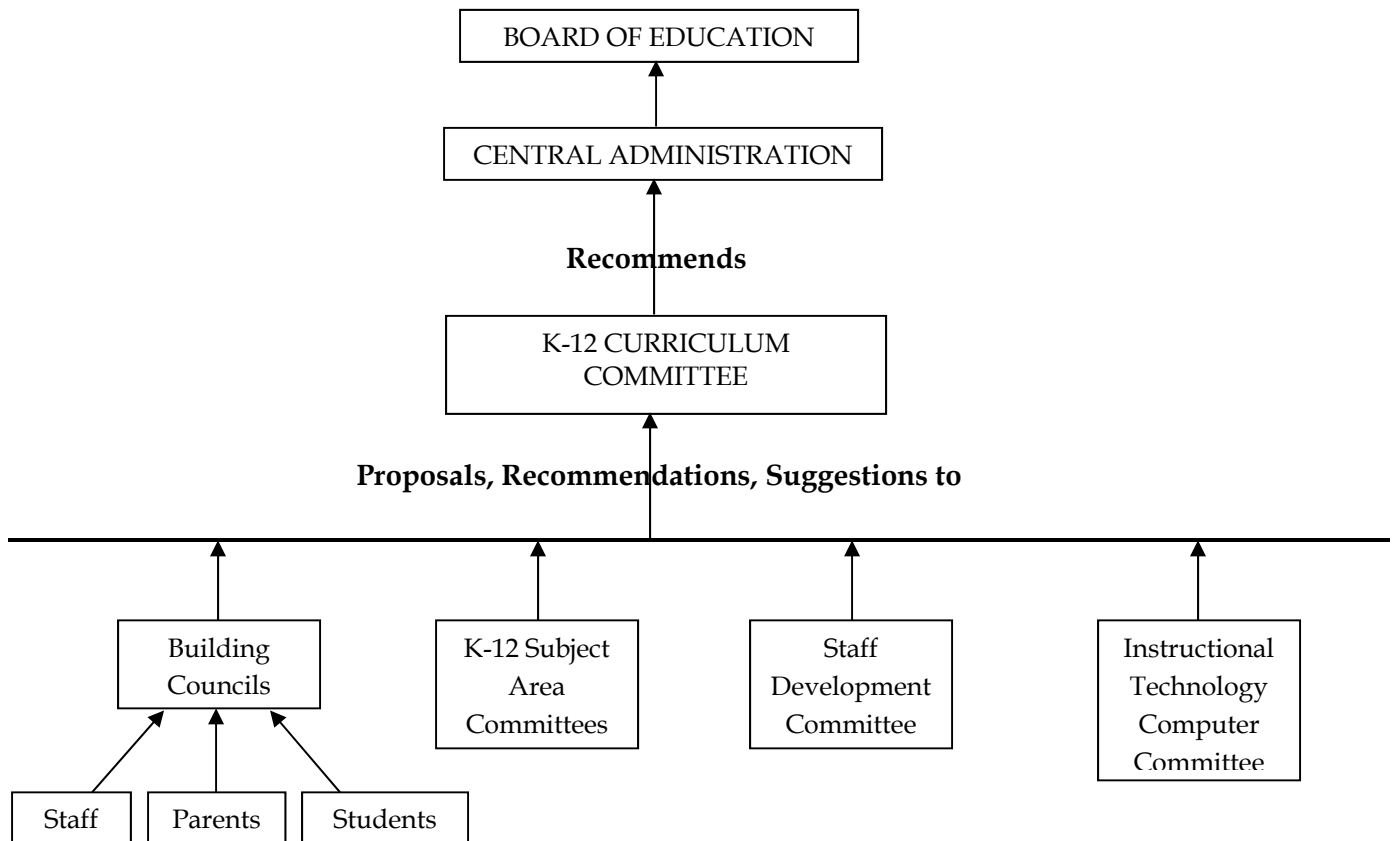 BOARD OF EDUCATION
CENTRAL ADMINISTRATION
Recommends
K-12 CURRICULUM
COMMITTEE
Proposals, Recommendations, Suggestions to
Building
Councils
K-12 Subject
Area
Committees
Staff
Development
Committee
Instructional
Technology
Computer
Committee
Staff
Parents
Students